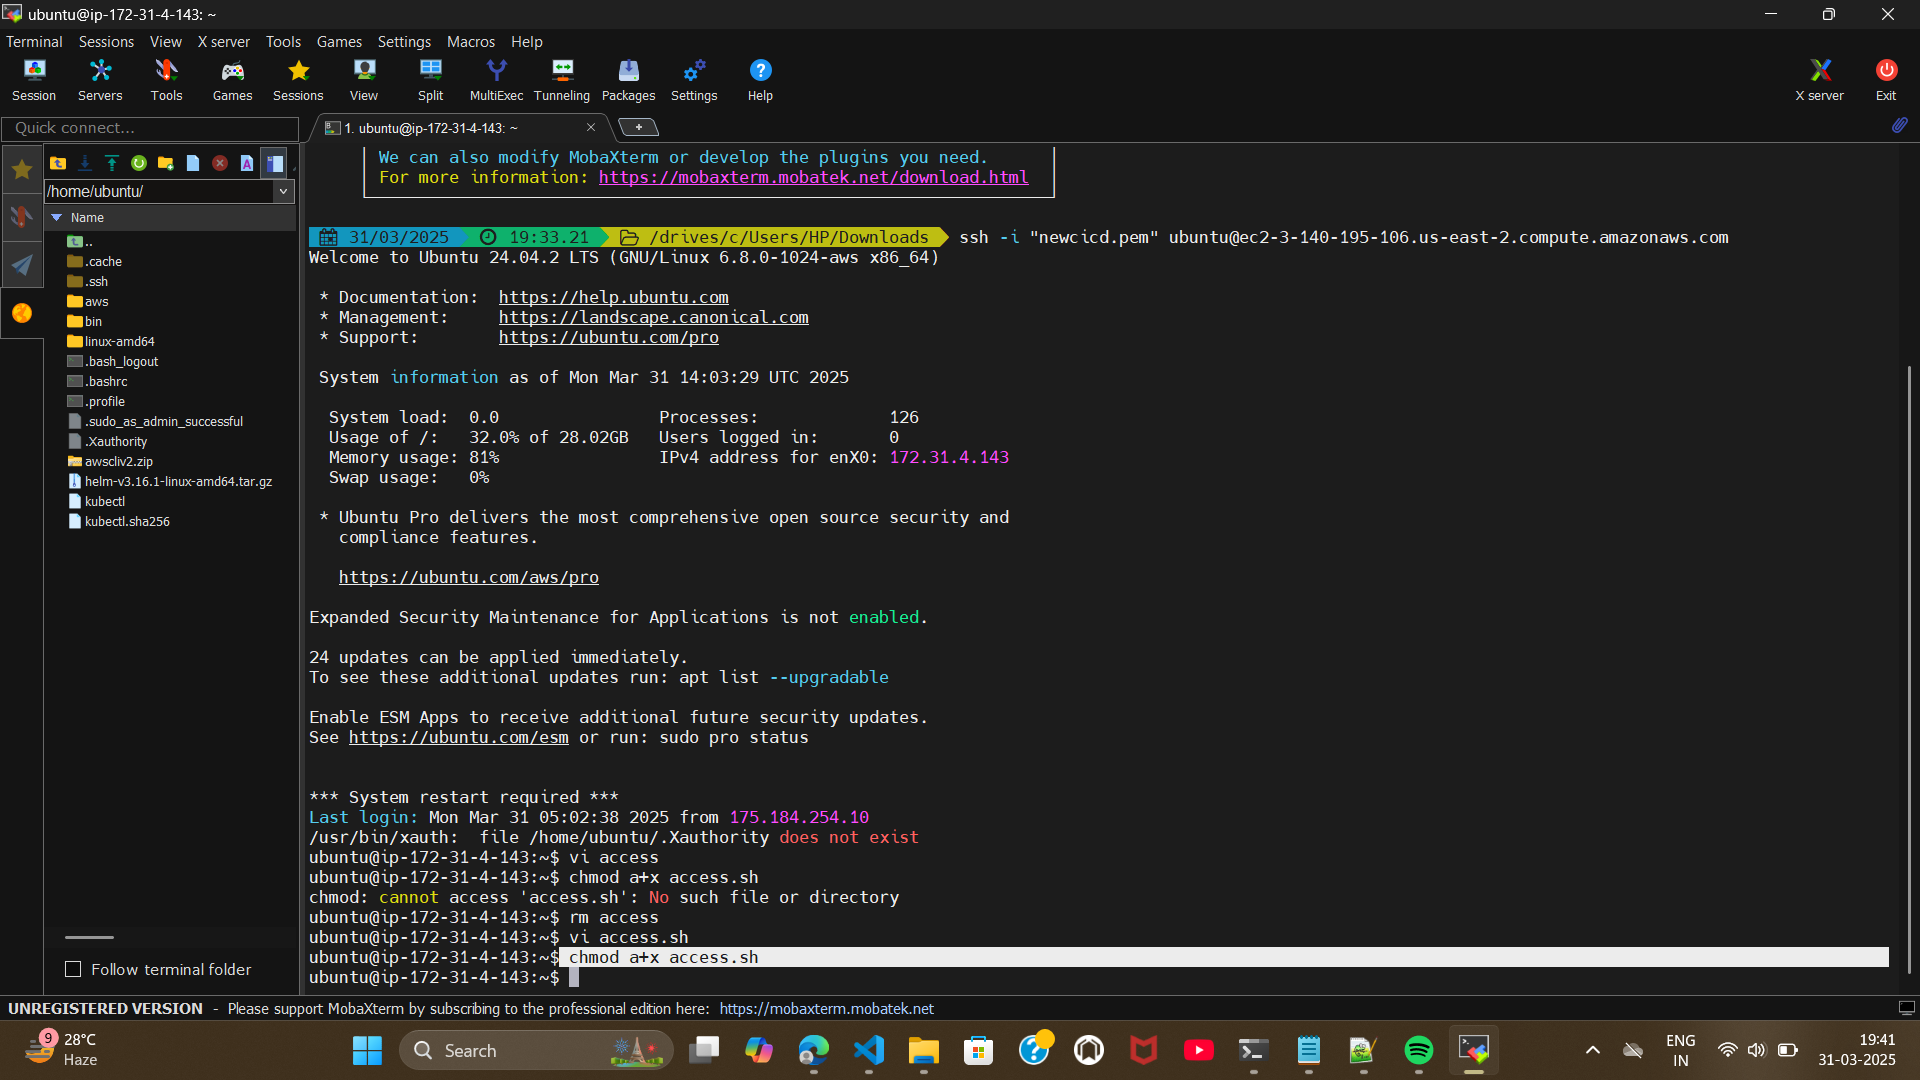 ubuntu@ip-172-31-4-143: ~
Terminal Sessions View X server Tools Games Settings Macros Help
Session Servers Tools Games Sessions View Split MultiExec Tunneling Packages Settings Help X server Exit
Quick connect...
1. ubuntu@ip-172-31-4-143: ~
/home/ubuntu/
Name
..
.cache
.ssh
aws
bin
linux-amd64
.bash_logout
.bashrc
.profile
.sudo_as_admin_successful
.Xauthority
awscliv2.zip
helm-v3.16.1-linux-amd64.tar.gz
kubectl
kubectl.sha256
Follow terminal folder
We can also modify MobaXterm or develop the plugins you need.
For more information: https://mobaxterm.mobatek.net/download.html
31/03/2025 19:33.21 /drives/c/Users/HP/Downloads ssh -i "newcicd.pem" ubuntu@ec2-3-140-195-106.us-east-2.compute.amazonaws.com
Welcome to Ubuntu 24.04.2 LTS (GNU/Linux 6.8.0-1024-aws x86_64)
* Documentation: https://help.ubuntu.com
* Management: https://landscape.canonical.com
* Support: https://ubuntu.com/pro
System information as of Mon Mar 31 14:03:29 UTC 2025
System load: 0.0 Processes: 126
Usage of /: 32.0% of 28.02GB Users logged in: 0
Memory usage: 81% IPv4 address for enX0: 172.31.4.143
Swap usage: 0%
* Ubuntu Pro delivers the most comprehensive open source security and
compliance features.
https://ubuntu.com/aws/pro
Expanded Security Maintenance for Applications is not enabled.
24 updates can be applied immediately.
To see these additional updates run: apt list --upgradable
Enable ESM Apps to receive additional future security updates.
See https://ubuntu.com/esm or run: sudo pro status
*** System restart required ***
Last login: Mon Mar 31 05:02:38 2025 from 175.184.254.10
/usr/bin/xauth: file /home/ubuntu/.Xauthority does not exist
ubuntu@ip-172-31-4-143:~$ vi access
ubuntu@ip-172-31-4-143:~$ chmod a+x access.sh
chmod: cannot access 'access.sh': No such file or directory
ubuntu@ip-172-31-4-143:~$ rm access
ubuntu@ip-172-31-4-143:~$ vi access.sh
ubuntu@ip-172-31-4-143:~$ chmod a+x access.sh
ubuntu@ip-172-31-4-143:~$
UNREGISTERED VERSION - Please support MobaXterm by subscribing to the professional edition here: https://mobaxterm.mobatek.net
9 28°C
Haze
Search
ENG
IN
19:41
31-03-2025